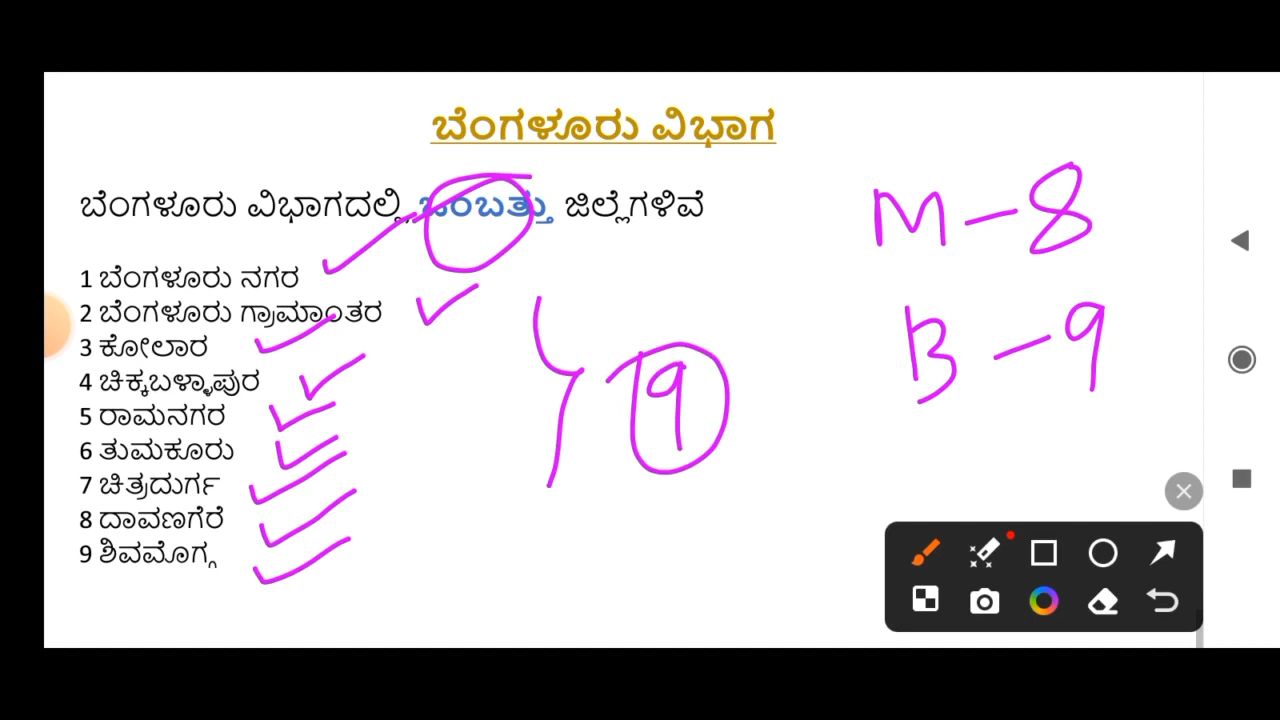 ಬೆಂಗಳೂರು ವಿಭಾಗ
ಬೆಂಗಳೂರು ವಿಭಾಗದಲ್ಲಿ ಒಂಬತ್ತು ಜಿಲ್ಲೆಗಳಿವೆ
1 ಬೆಂಗಳೂರು ನಗರ
2 ಬೆಂಗಳೂರು ಗ್ರಾಮಾಂತರ
3 ಕೋಲಾರ
4 ಚಿಕ್ಕಬಳ್ಳಾಪುರ
5 ರಾಮನಗರ
6 ತುಮಕೂರು
7 ಚಿತ್ರದುರ್ಗ
8 ದಾವಣಗೆರೆ
9 ಶಿವಮೊಗ್ಗ
9
M-8
B-9